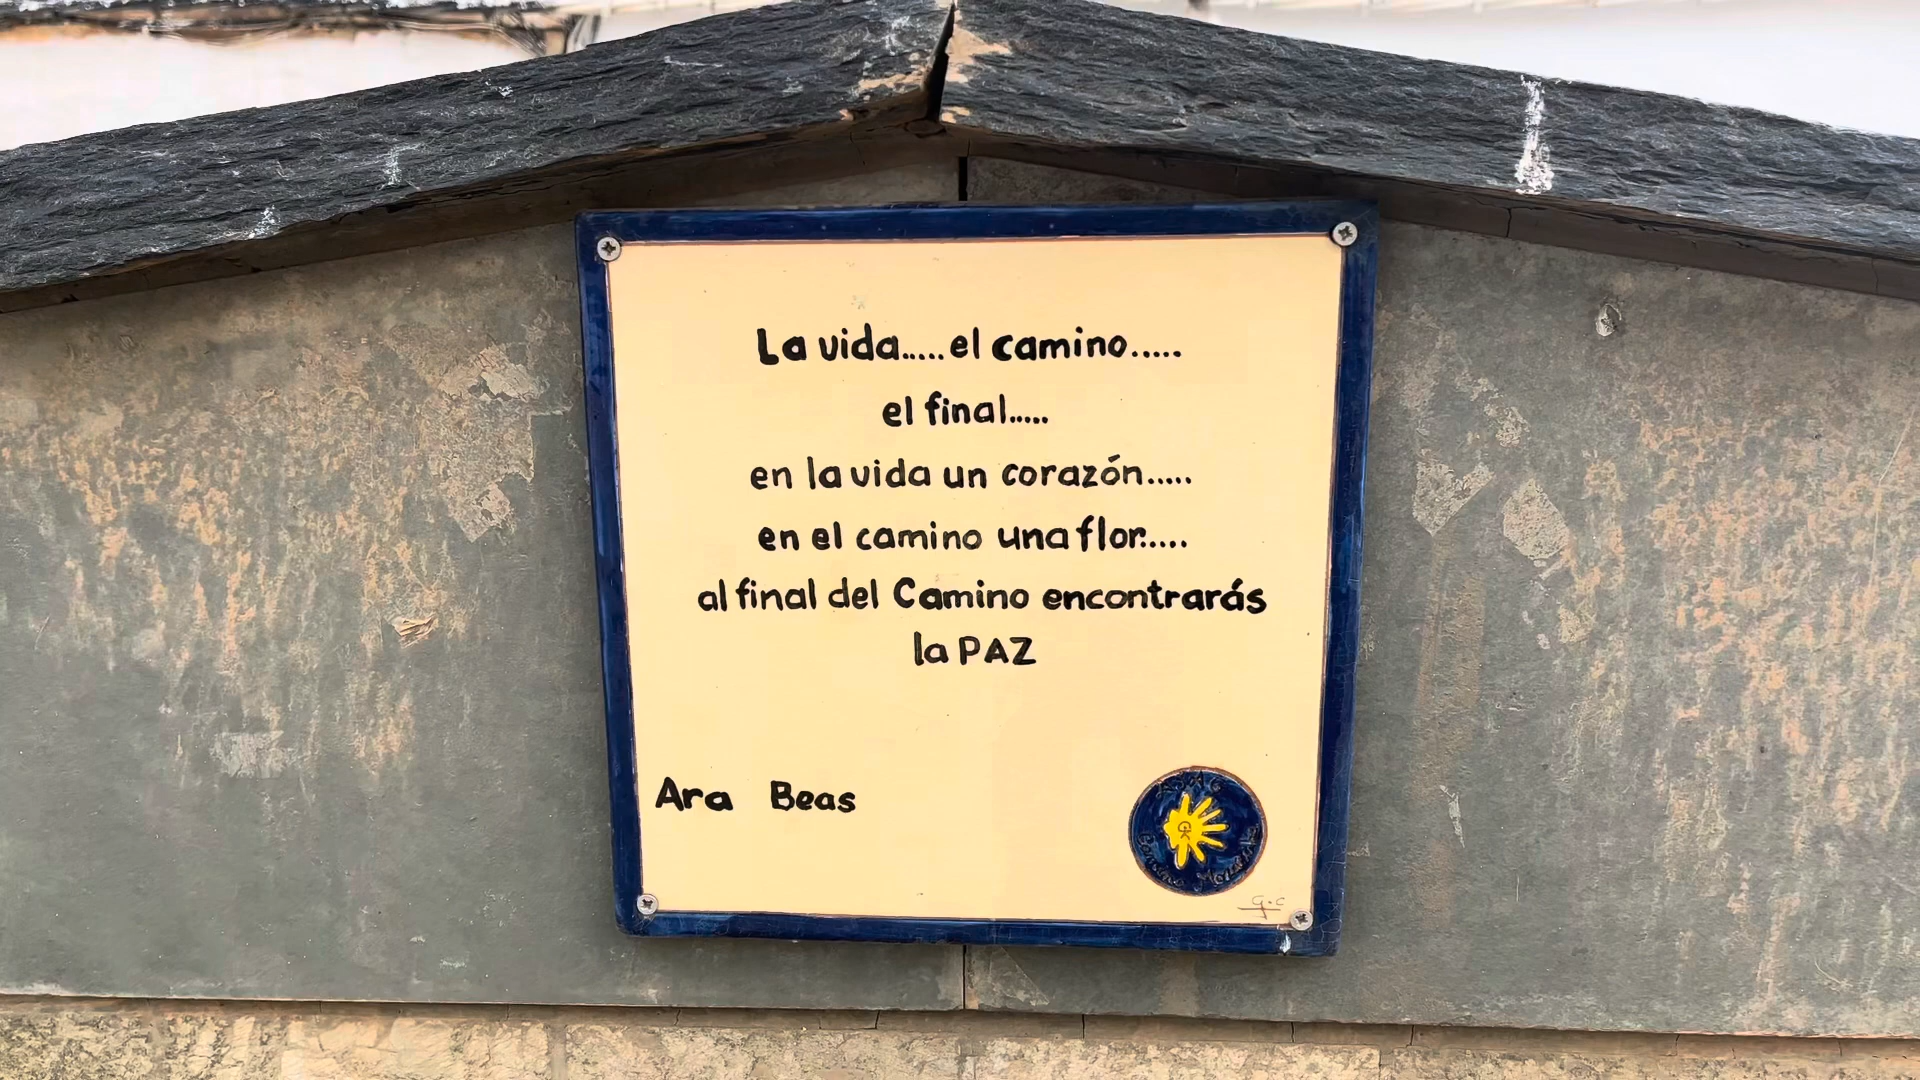 La vida.....el camino.....
el final.....
en la vida un corazón.....
en el camino una flor.....
al final del Camino encontrarás
la PAZ
Ara Beas
G.C